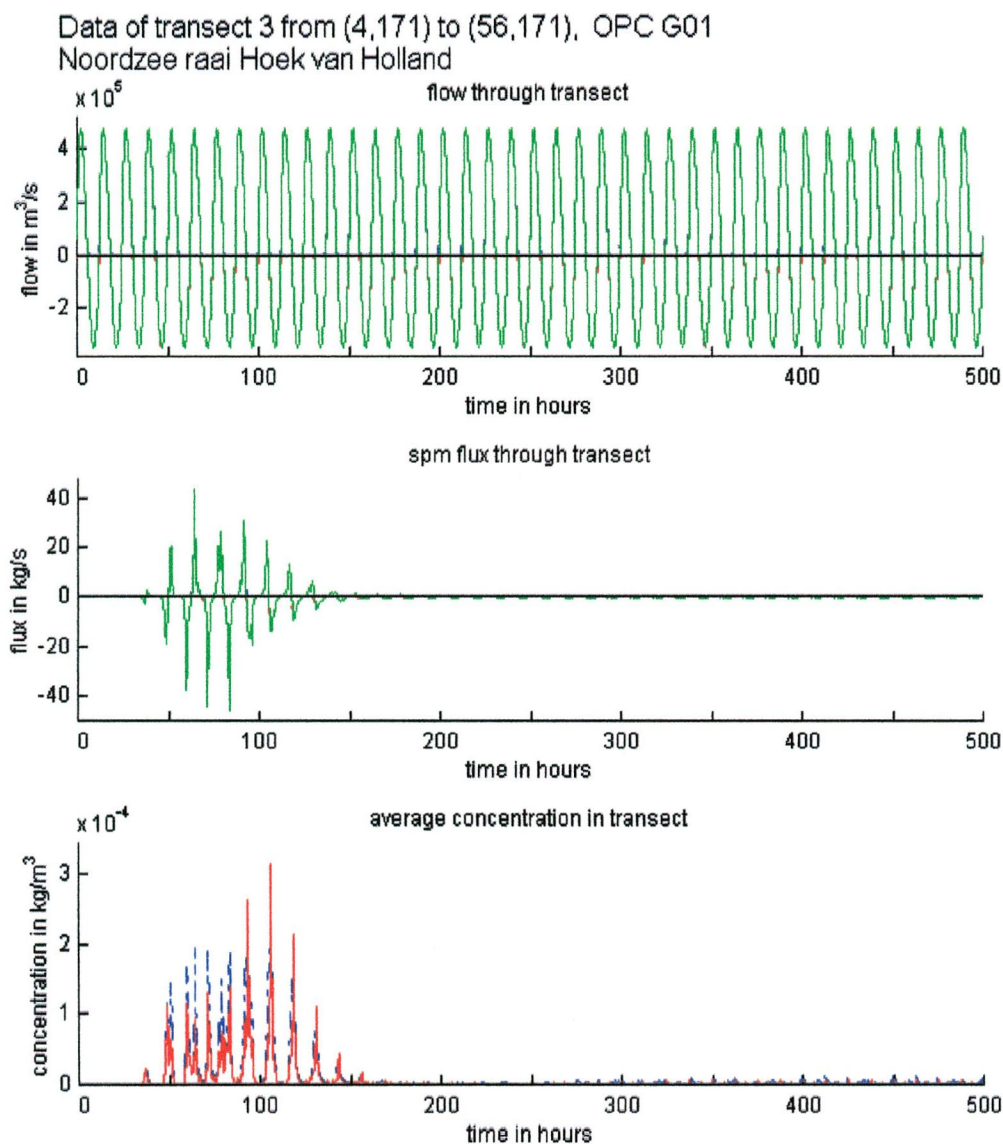 Data of transect 3 from (4,171) to (56,171), OPC G01
Noordzee raai Hoek van Holland
x 10⁵
flow through transect
flow in m³/s
4
2
0
-2
0 100 200 300 400 500
time in hours
spm flux through transect
flux in kg/s
40
20
0
-20
-40
0 100 200 300 400 500
time in hours
x 10⁻⁴
average concentration in transect
concentration in kg/m³
3
2
1
0
0 100 200 300 400 500
time in hours